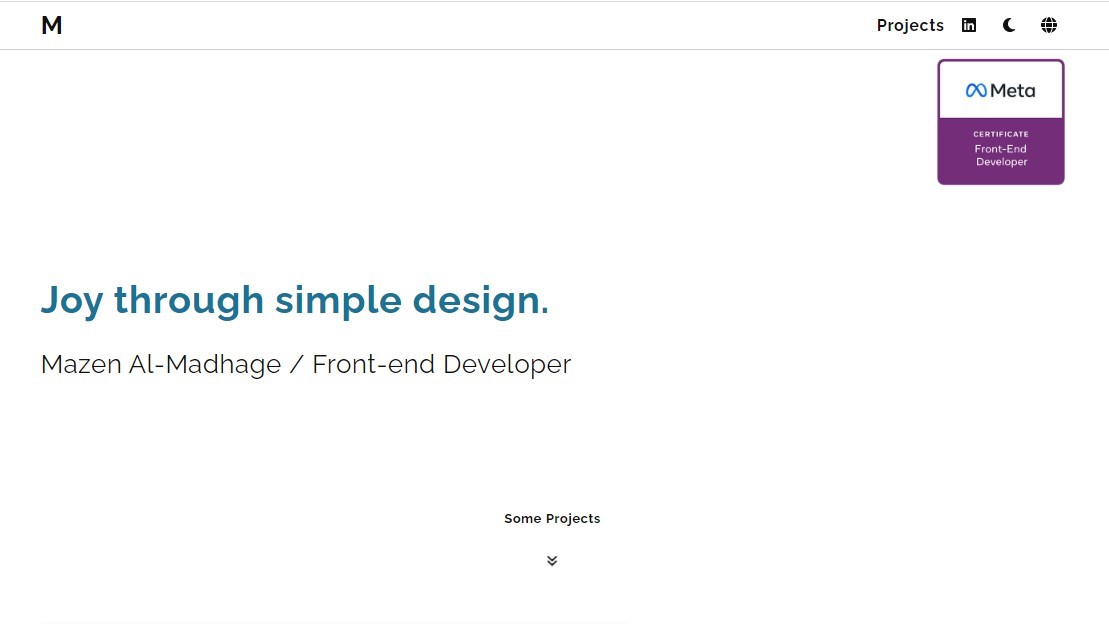 M
Projects
Meta
CERTIFICATE
Front-End
Developer
Joy through simple design.
Mazen Al-Madhage / Front-end Developer
Some Projects